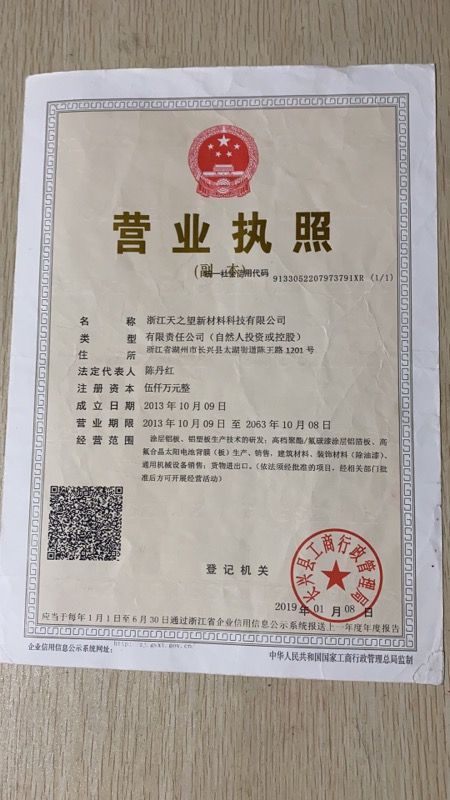 营业执照
(副 本)
统一社会信用代码 9133052207973791XR (1/1)
名称 浙江天之望新材料科技有限公司
类型 有限责任公司（自然人投资或控股）
住所 浙江省湖州市长兴县太湖街道陈王路1201号
法定代表人 陈丹红
注册资本 伍仟万元整
成立日期 2013年10月09日
营业期限 2013年10月09日至2063年10月08日
经营范围 涂层铝板、铝塑板生产技术的研发；高档聚酯/氟碳漆涂层铝箔板、高
氟合晶太阳电池背膜（板）生产、销售，建筑材料、装饰材料（除油漆）、
通用机械设备销售；货物进出口。（依法须经批准的项目，经相关部门批
准后方可开展经营活动）
登记机关
长兴县工商行政管理局
2019年01月08日
应当于每年1月1日至6月30日通过浙江省企业信用信息公示系统报送上一年度年度报告
企业信用信息公示系统网址：http://zj.gsxt.gov.cn/
中华人民共和国国家工商行政管理总局监制